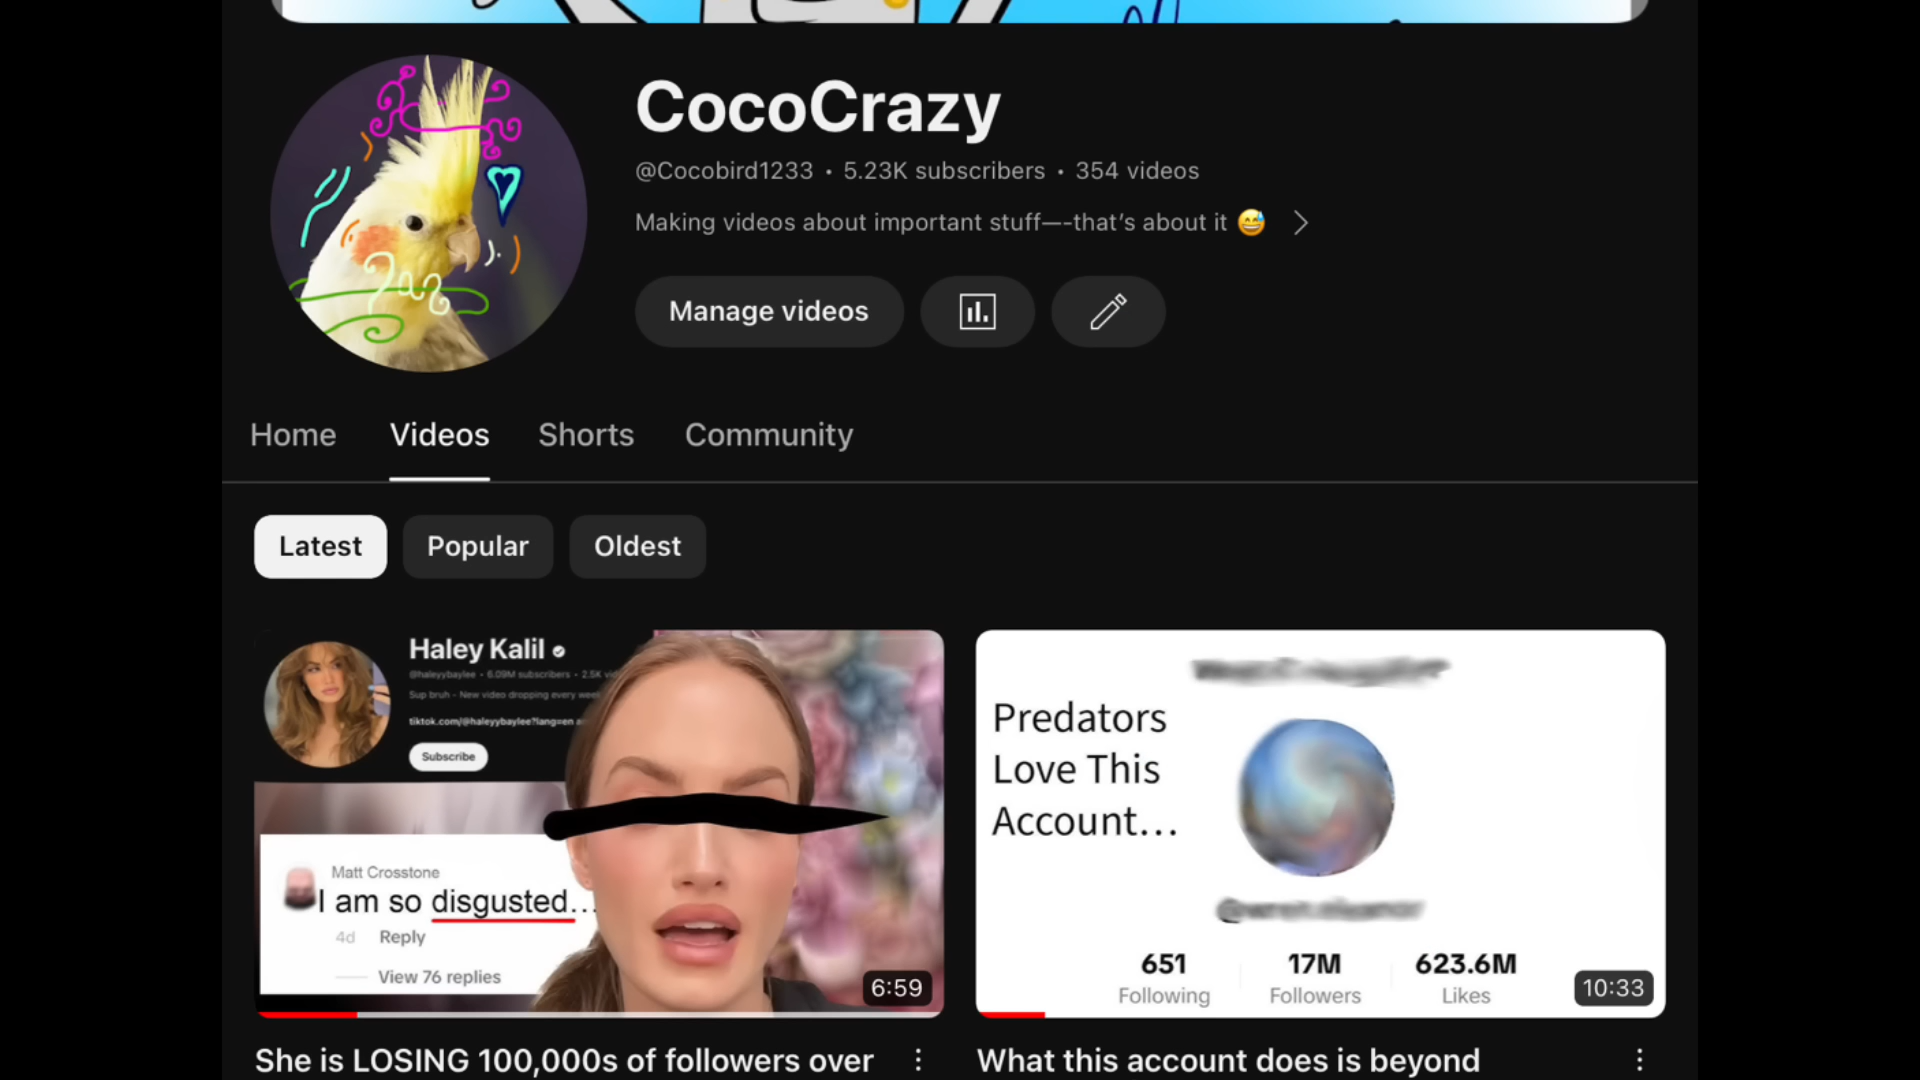 CocoCrazy
@Cocobird1233 • 5.23K subscribers • 354 videos
Making videos about important stuff—-that’s about it 😅
Manage videos
Home Videos Shorts Community
Latest Popular Oldest
Haley Kalil
@haleyybaylee • 6.09M subscribers • 2.5K
Sup bruh - New video dropping every week
tiktok.com/@haleyybaylee?lang=en
Subscribe
Matt Crosstone
I am so disgusted...
4d Reply
View 76 replies
6:59
Predators
Love This
Account...
651 17M 623.6M
Following Followers Likes
10:33
She is LOSING 100,000s of followers over
What this account does is beyond